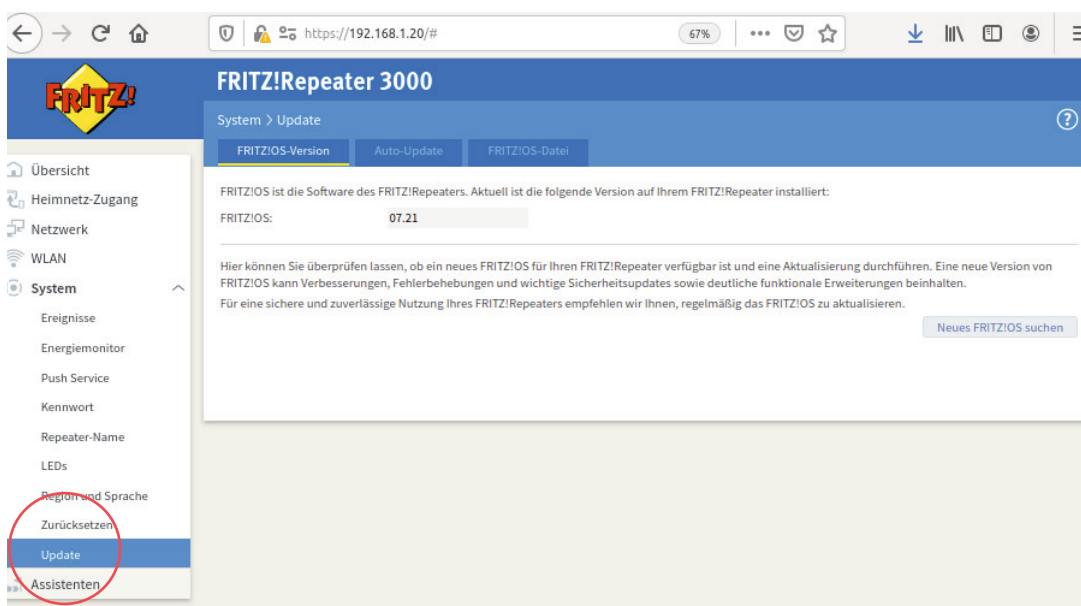 https://192.168.1.20/#
67%
FRITZ!
FRITZ!Repeater 3000
System > Update
FRITZ!OS-Version
Auto-Update
FRITZ!OS-Datei
Übersicht
Heimnetz-Zugang
Netzwerk
WLAN
System
Ereignisse
Energiemonitor
Push Service
Kennwort
Repeater-Name
LEDs
Region und Sprache
Zurücksetzen
Update
Assistenten
FRITZ!OS ist die Software des FRITZ!Repeaters. Aktuell ist die folgende Version auf Ihrem FRITZ!Repeater installiert:
FRITZ!OS: 07.21
Hier können Sie überprüfen lassen, ob ein neues FRITZ!OS für Ihren FRITZ!Repeater verfügbar ist und eine Aktualisierung durchführen. Eine neue Version von
FRITZ!OS kann Verbesserungen, Fehlerbehebungen und wichtige Sicherheitsupdates sowie deutliche funktionale Erweiterungen beinhalten.
Für eine sichere und zuverlässige Nutzung Ihres FRITZ!Repeaters empfehlen wir Ihnen, regelmäßig das FRITZ!OS zu aktualisieren.
Neues FRITZ!OS suchen